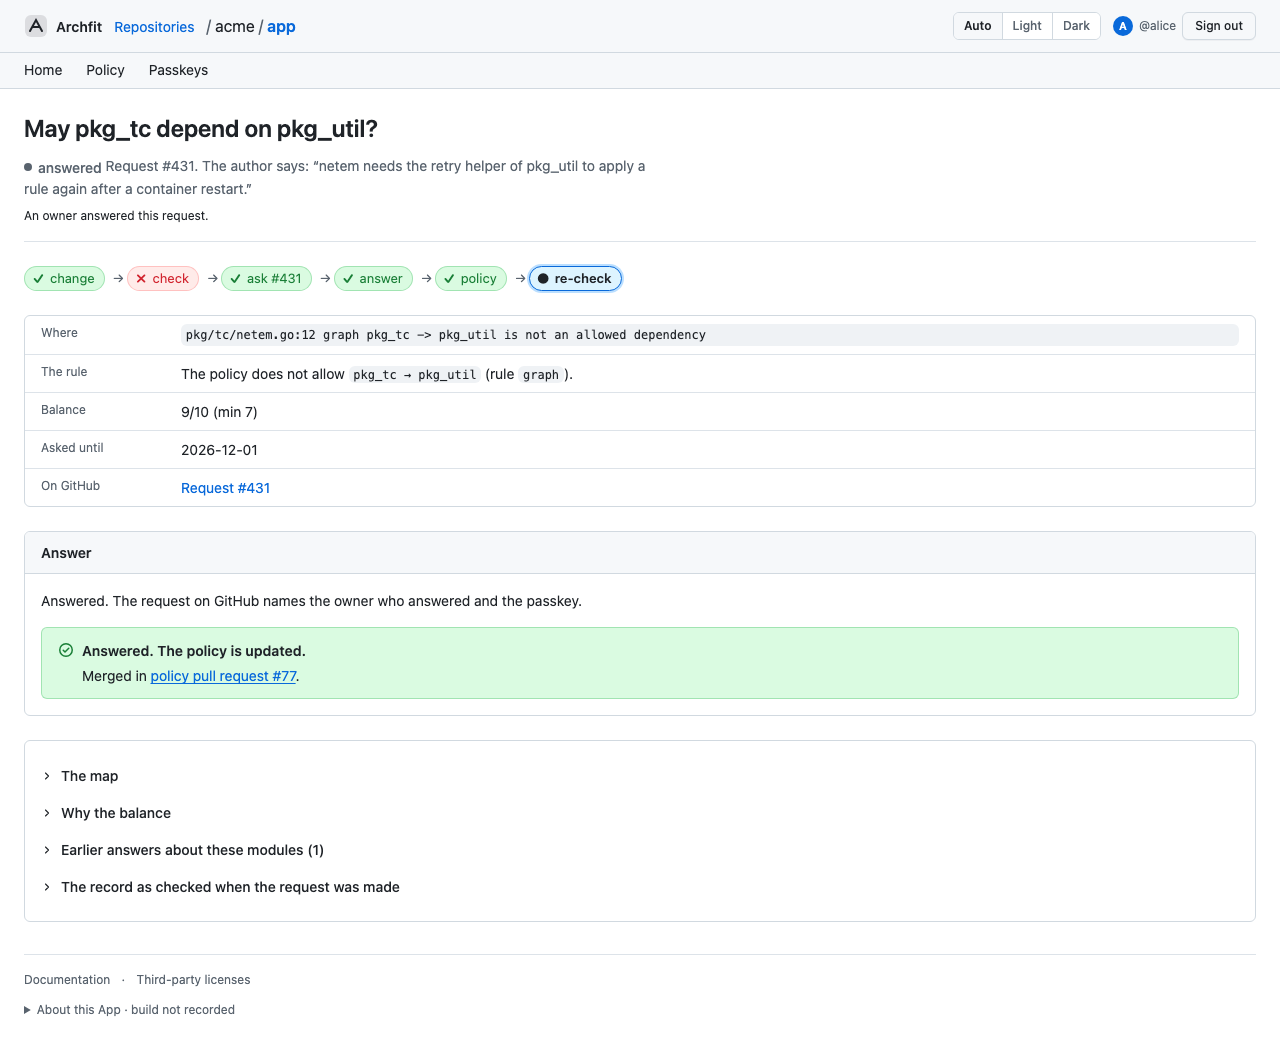 Archfit Repositories / acme / app
Auto Light Dark A @alice Sign out
Home Policy Passkeys
May pkg_tc depend on pkg_util?
answered Request #431. The author says: “netem needs the retry helper of pkg_util to apply a
rule again after a container restart.”
An owner answered this request.
change → check → ask #431 → answer → policy → re-check
Where pkg/tc/netem.go:12 graph pkg_tc —> pkg_util is not an allowed dependency
The rule The policy does not allow pkg_tc → pkg_util (rule graph ).
Balance 9/10 (min 7)
Asked until 2026-12-01
On GitHub Request #431
Answer
Answered. The request on GitHub names the owner who answered and the passkey.
Answered. The policy is updated.
Merged in policy pull request #77.
The map
Why the balance
Earlier answers about these modules (1)
The record as checked when the request was made
Documentation · Third-party licenses
About this App · build not recorded